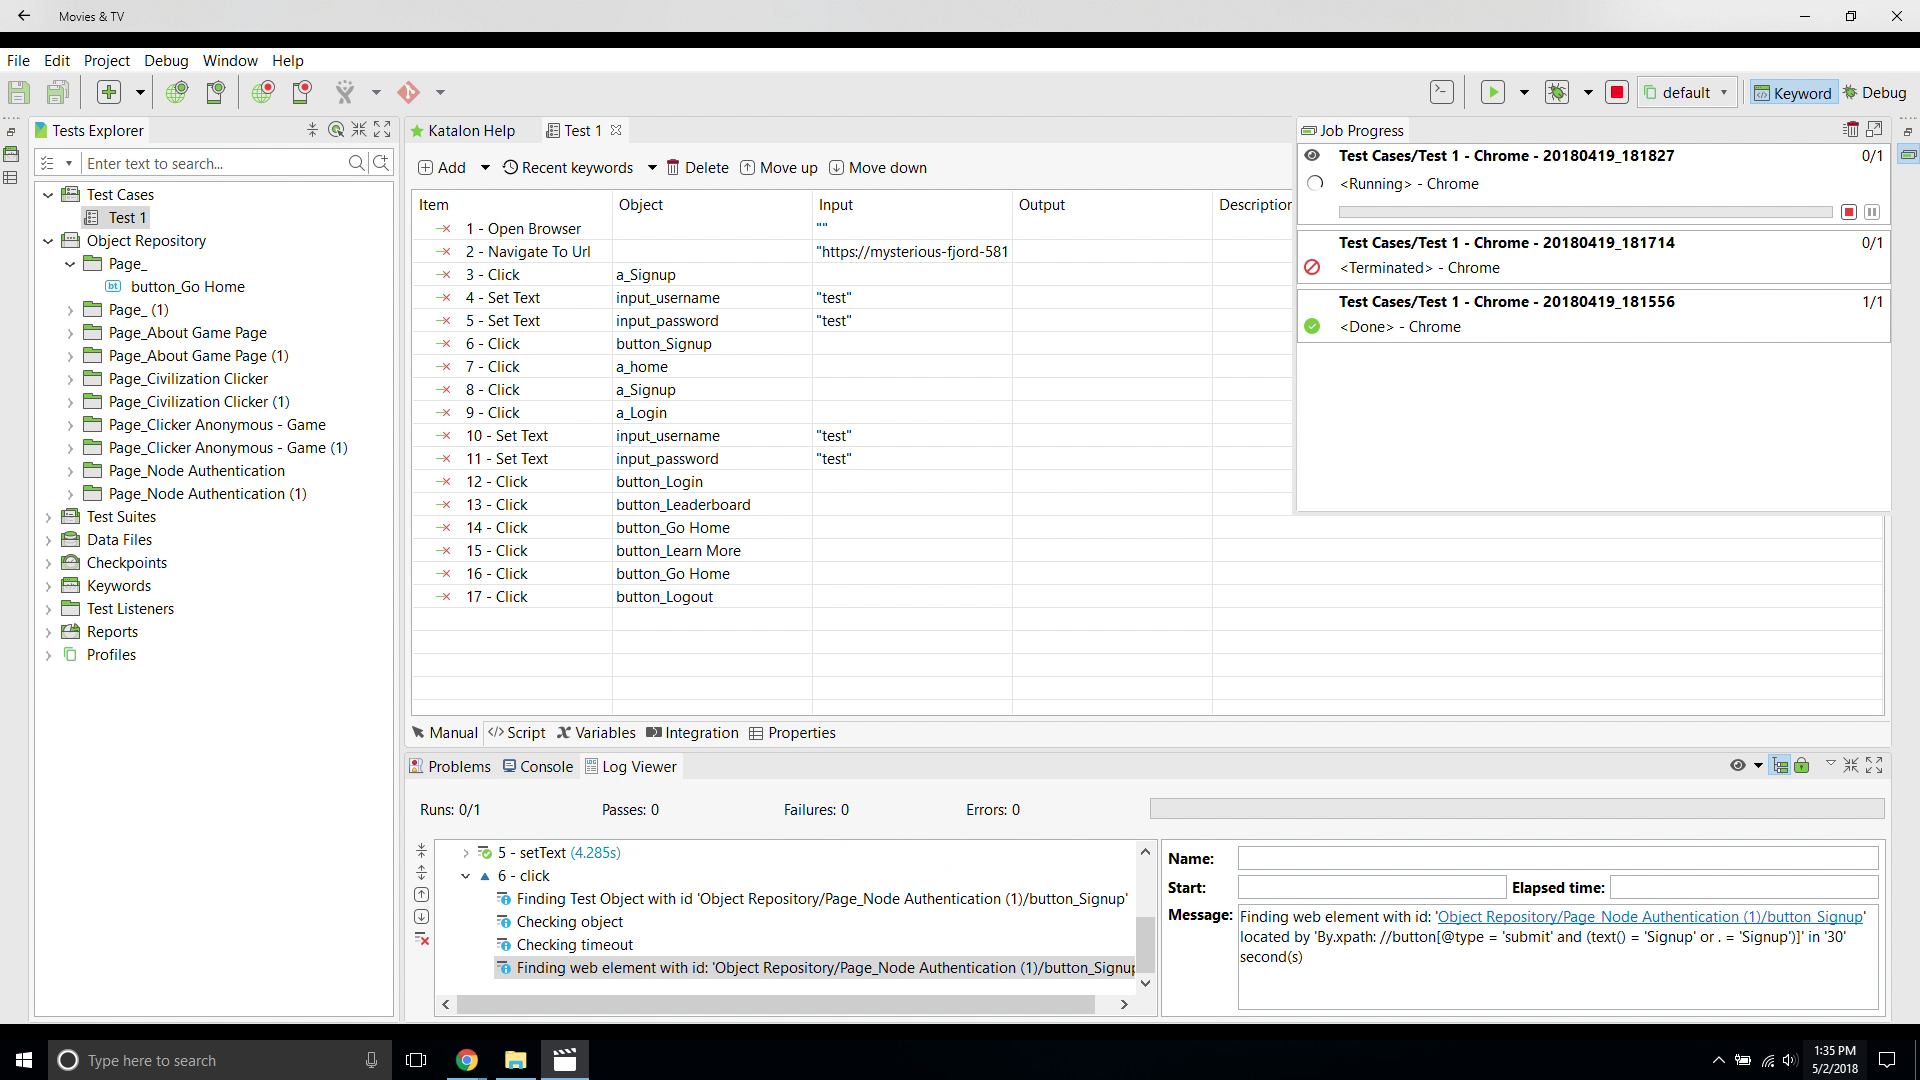 Movies & TV
File Edit Project Debug Window Help
default Keyword Debug
Tests Explorer
Enter text to search...
Test Cases
Test 1
Object Repository
Page_
button_Go Home
Page_ (1)
Page_About Game Page
Page_About Game Page (1)
Page_Civilization Clicker
Page_Civilization Clicker (1)
Page_Clicker Anonymous - Game
Page_Clicker Anonymous - Game (1)
Page_Node Authentication
Page_Node Authentication (1)
Test Suites
Data Files
Checkpoints
Keywords
Test Listeners
Reports
Profiles
Katalon Help Test 1
Add Recent keywords Delete Move up Move down
Item Object Input Output Description
1 - Open Browser ""
2 - Navigate To Url "https://mysterious-fjord-581
3 - Click a_Signup
4 - Set Text input_username "test"
5 - Set Text input_password "test"
6 - Click button_Signup
7 - Click a_home
8 - Click a_Signup
9 - Click a_Login
10 - Set Text input_username "test"
11 - Set Text input_password "test"
12 - Click button_Login
13 - Click button_Leaderboard
14 - Click button_Go Home
15 - Click button_Learn More
16 - Click button_Go Home
17 - Click button_Logout
Manual Script Variables Integration Properties
Job Progress
Test Cases/Test 1 - Chrome - 20180419_181827 0/1
<Running> - Chrome
Test Cases/Test 1 - Chrome - 20180419_181714 0/1
<Terminated> - Chrome
Test Cases/Test 1 - Chrome - 20180419_181556 1/1
<Done> - Chrome
Problems Console Log Viewer
Runs: 0/1 Passes: 0 Failures: 0 Errors: 0
5 - setText (4.285s)
6 - click
Finding Test Object with id 'Object Repository/Page_Node Authentication (1)/button_Signup'
Checking object
Checking timeout
Finding web element with id: 'Object Repository/Page_Node Authentication (1)/button_Signup
Name:
Start: Elapsed time:
Message: Finding web element with id: 'Object Repository/Page_Node Authentication (1)/button_Signup'
located by 'By.xpath: //button[@type = 'submit' and (text() = 'Signup' or . = 'Signup')]' in '30'
second(s)
Type here to search
1:35 PM
5/2/2018